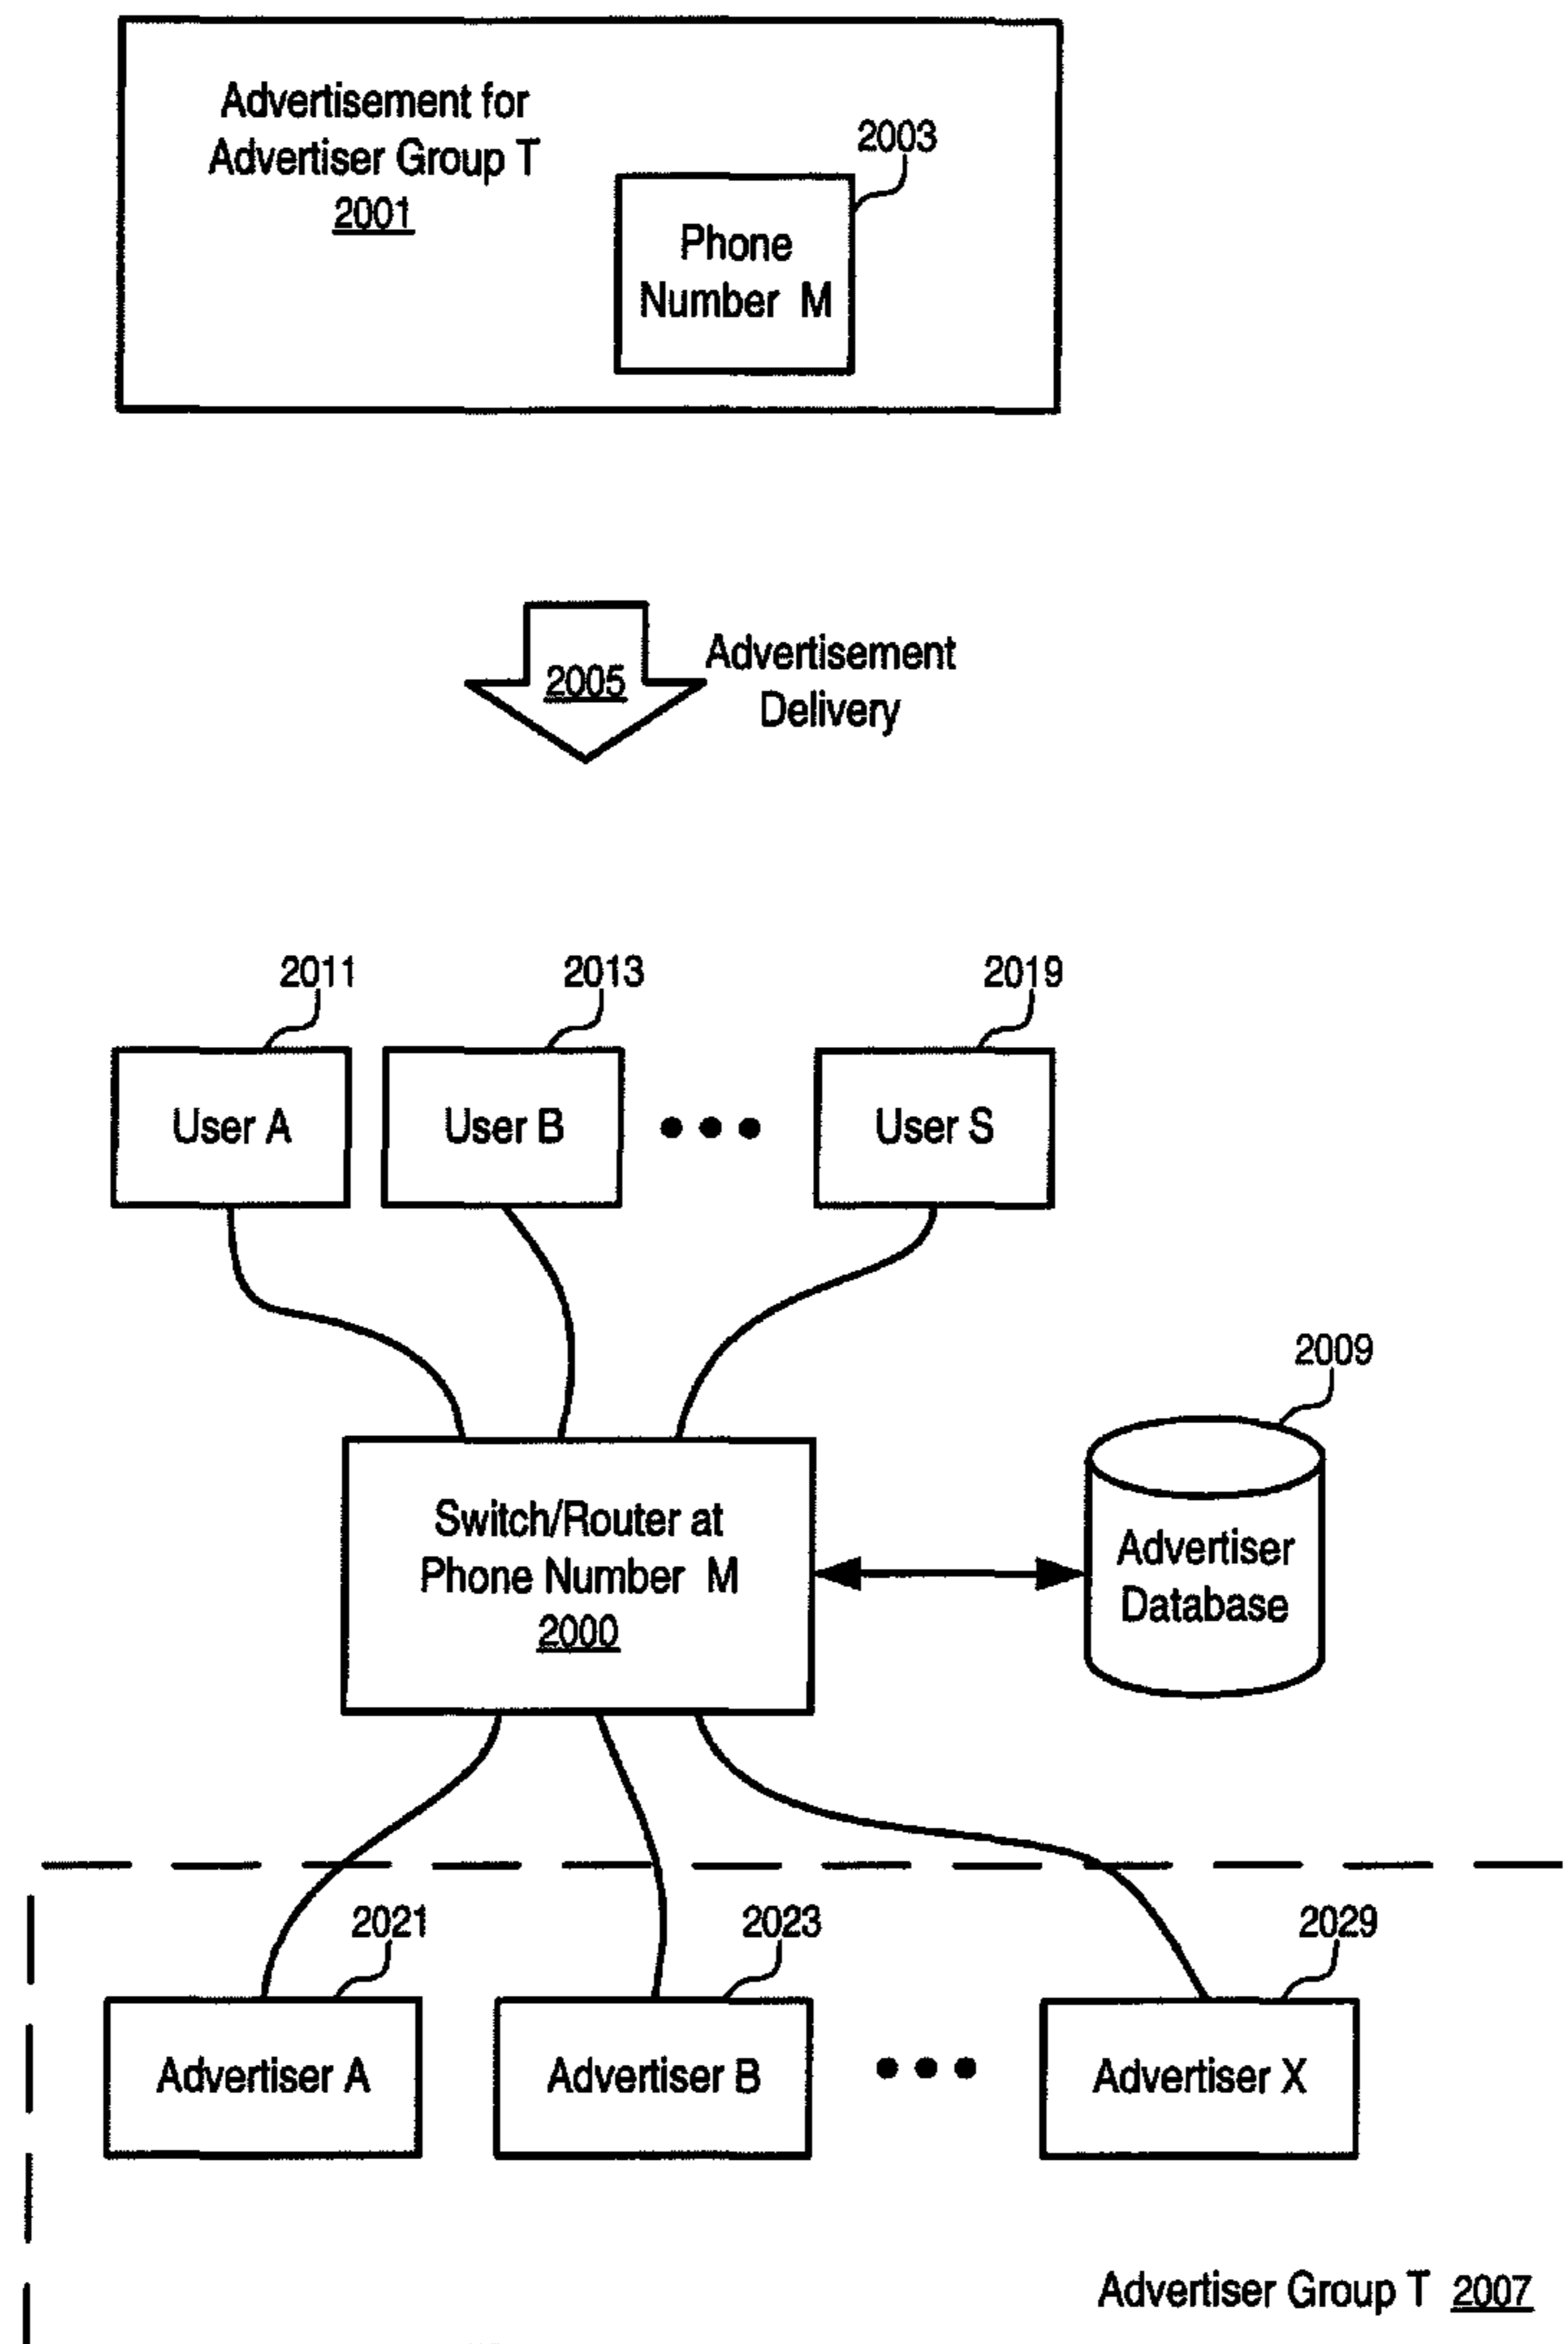 Advertisement for
Advertiser Group T
2001
2003
Phone
Number M
2005
Advertisement
Delivery
2011
2013
2019
User A
User B
User S
2009
Switch/Router at
Phone Number M
2000
Advertiser
Database
2021
2023
2029
Advertiser A
Advertiser B
Advertiser X
Advertiser Group T 2007